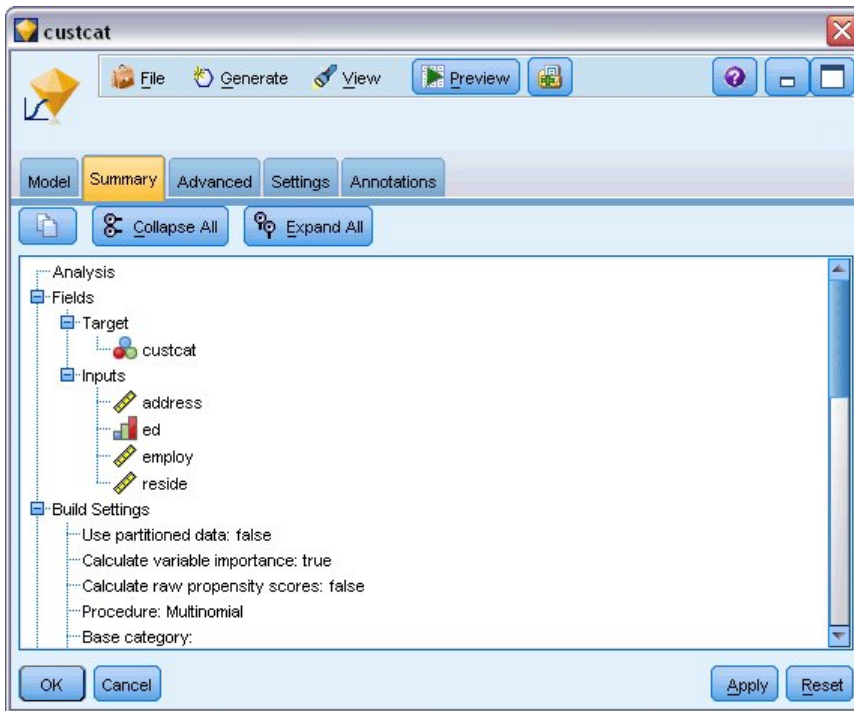 custcat
File Generate View Preview
Model Summary Advanced Settings Annotations
Collapse All Expand All
Analysis
Fields
Target
custcat
Inputs
address
ed
employ
reside
Build Settings
Use partitioned data: false
Calculate variable importance: true
Calculate raw propensity scores: false
Procedure: Multinomial
Base category:
OK Cancel Apply Reset